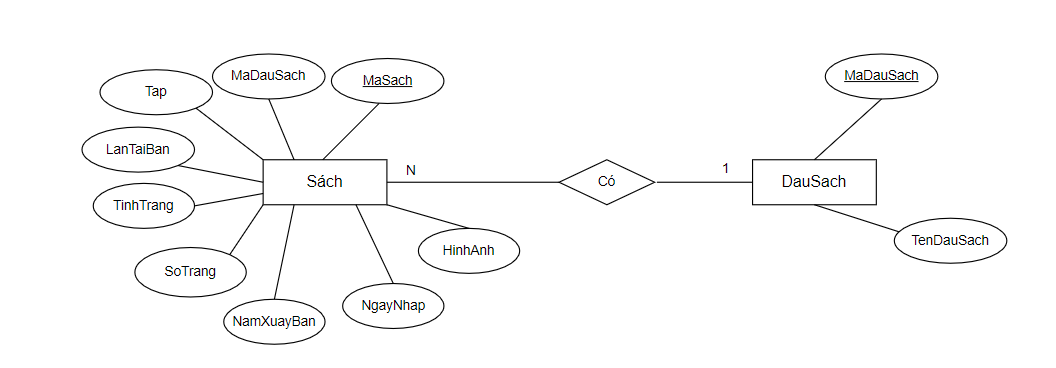 MaDauSach
MaSach
MaDauSach
Tap
LanTaiBan
Sách
N
Có
1
DauSach
TinhTrang
TenDauSach
HinhAnh
SoTrang
NgayNhap
NamXuayBan